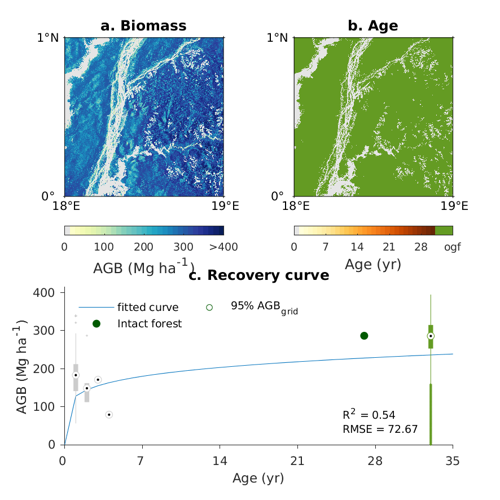 a. Biomass
b. Age
1°N
1°N
0°
0°
18°E 19°E
18°E 19°E
0 100 200 300 >400
0 7 14 21 28 ogf
AGB (Mg ha-1)
Age (yr)
c. Recovery curve
400
300
200
100
0
AGB (Mg ha-1)
fitted curve
95% AGBgrid
Intact forest
R2 = 0.54
RMSE = 72.67
0 7 14 21 28 35
Age (yr)